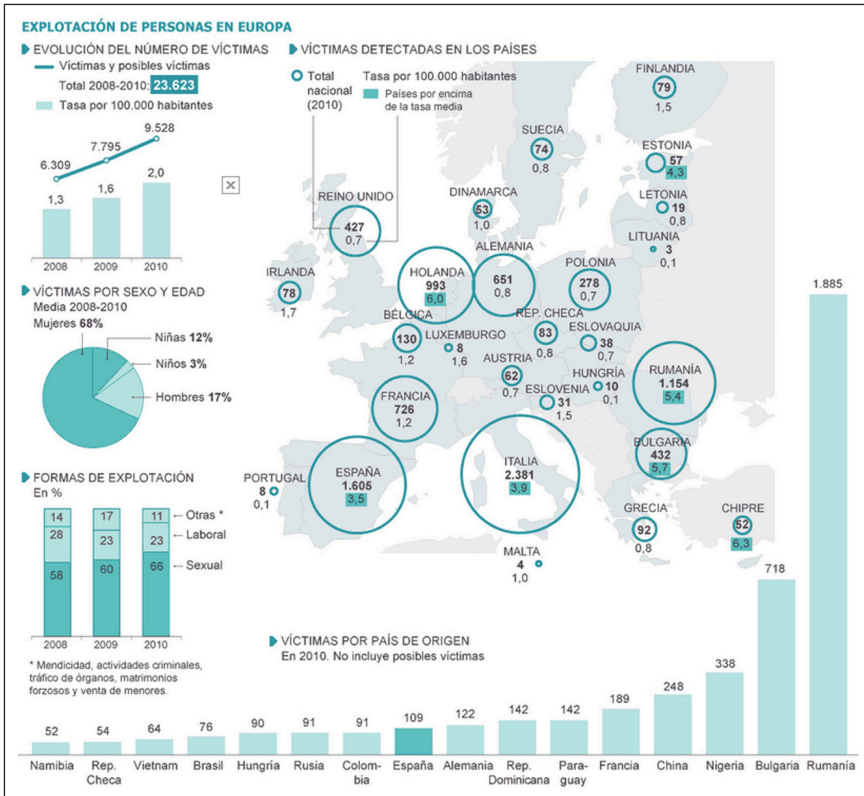 EXPLOTACIÓN DE PERSONAS EN EUROPA
EVOLUCIÓN DEL NÚMERO DE VÍCTIMAS
Víctimas y posibles víctimas
Total 2008-2010: 23.623
Tasa por 100.000 habitantes
6.309
7.795
9.528
1,3
1,6
2,0
2008
2009
2010
VÍCTIMAS POR SEXO Y EDAD
Media 2008-2010
Mujeres 68%
Niñas 12%
Niños 3%
Hombres 17%
FORMAS DE EXPLOTACIÓN
En %
14
17
11
Otras *
28
23
23
Laboral
58
60
66
Sexual
2008
2009
2010
* Mendicidad, actividades criminales,
tráfico de órganos, matrimonios
forzosos y venta de menores.
VÍCTIMAS DETECTADAS EN LOS PAÍSES
Total
nacional
(2010)
Tasa por 100.000 habitantes
Países por encima
de la tasa media
FINLANDIA
79
1,5
SUECIA
74
0,8
ESTONIA
57
4,3
LETONIA
19
0,8
LITUANIA
3
0,1
DINAMARCA
53
1,0
REINO UNIDO
427
0,7
IRLANDA
78
1,7
HOLANDA
993
6,0
ALEMANIA
651
0,8
POLONIA
278
0,7
BÉLGICA
130
1,2
LUXEMBURGO
8
1,6
REP. CHECA
83
0,8
ESLOVAQUIA
38
0,7
AUSTRIA
62
0,7
HUNGRÍA
10
0,1
ESLOVENIA
31
1,5
RUMANÍA
1.154
5,4
FRANCIA
726
1,2
BULGARIA
432
5,7
PORTUGAL
8
0,1
ESPAÑA
1.605
3,5
ITALIA
2.381
3,9
GRECIA
92
0,8
CHIPRE
52
6,3
MALTA
4
1,0
VÍCTIMAS POR PAÍS DE ORIGEN
En 2010. No incluye posibles víctimas
52
54
64
76
90
91
91
109
122
142
142
189
248
338
718
1.885
Namibia
Rep.
Checa
Vietnam
Brasil
Hungría
Rusia
Colom-
bia
España
Alemania
Rep.
Dominicana
Para-
guay
Francia
China
Nigeria
Bulgaria
Rumanía